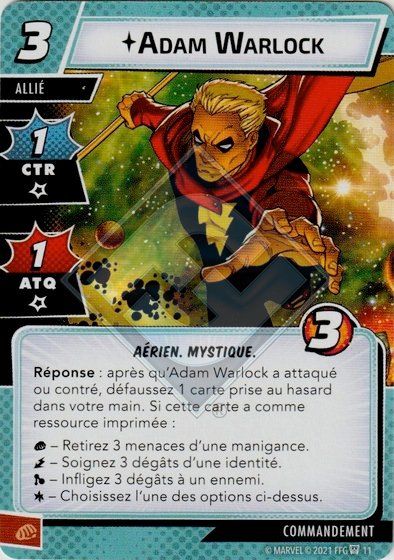 3
Adam Warlock
ALLIÉ
1
CTR
1
ATQ
3
AÉRIEN. MYSTIQUE.
Réponse : après qu'Adam Warlock a attaqué
ou contré, défaussez 1 carte prise au hasard
dans votre main. Si cette carte a comme
ressource imprimée :
– Retirez 3 menaces d'une manigance.
– Soignez 3 dégâts d'une identité.
– Infligez 3 dégâts à un ennemi.
– Choisissez l'une des options ci-dessus.
COMMANDEMENT
© MARVEL © 2021 FFG 11